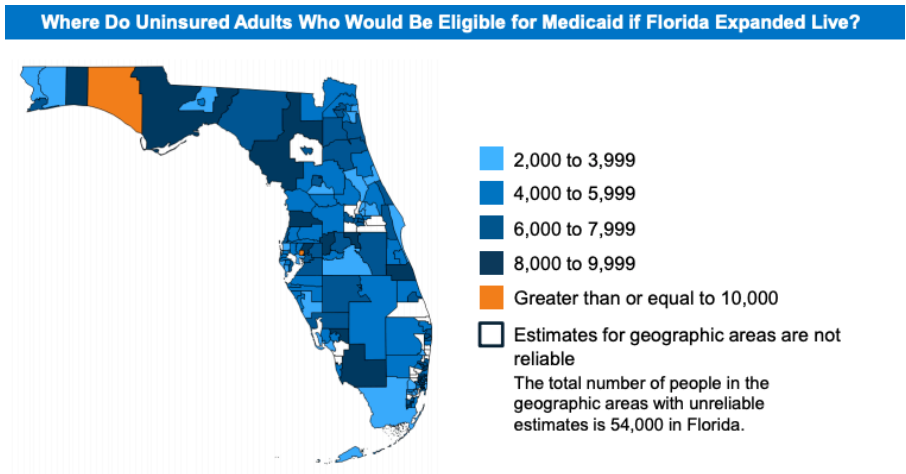 Where Do Uninsured Adults Who Would Be Eligible for Medicaid if Florida Expanded Live?
2,000 to 3,999
4,000 to 5,999
6,000 to 7,999
8,000 to 9,999
Greater than or equal to 10,000
Estimates for geographic areas are not
reliable
The total number of people in the
geographic areas with unreliable
estimates is 54,000 in Florida.